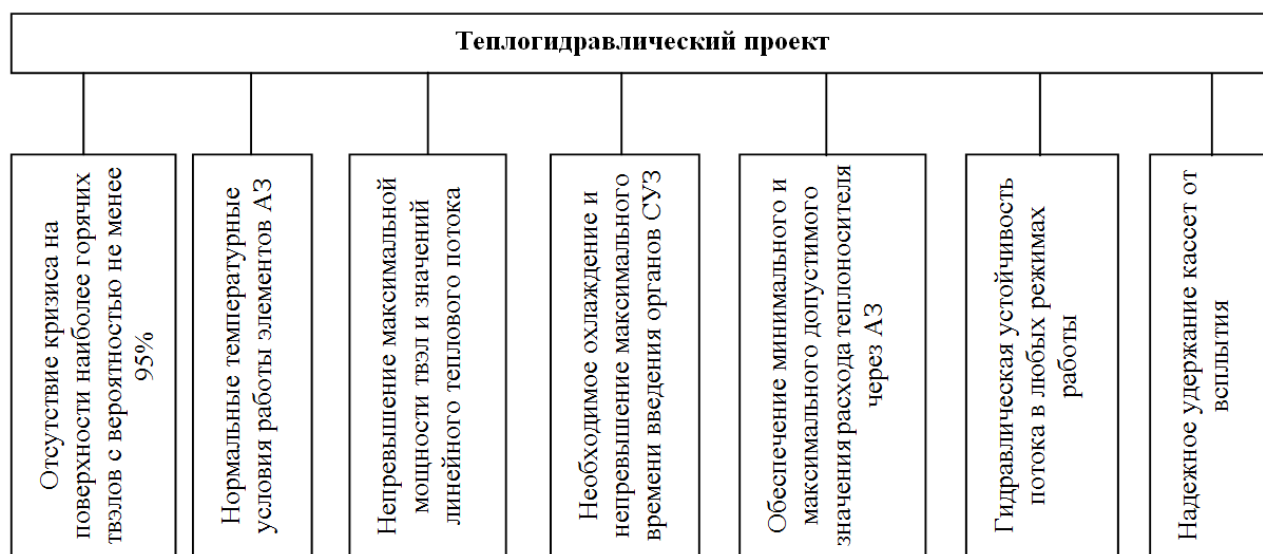 Теплогидравлический проект
Отсутствие кризиса на
поверхности наиболее горячих
твэлов с вероятностью не менее
95%
Нормальные температурные
условия работы элементов АЗ
Непревышение максимальной
мощности твэл и значений
линейного теплового потока
Необходимое охлаждение и
непревышение максимального
времени введения органов СУЗ
Обеспечение минимального и
максимального допустимого
значения расхода теплоносителя
через АЗ
Гидравлическая устойчивость
потока в любых режимах
работы
Надежное удержание кассет от
всплытия